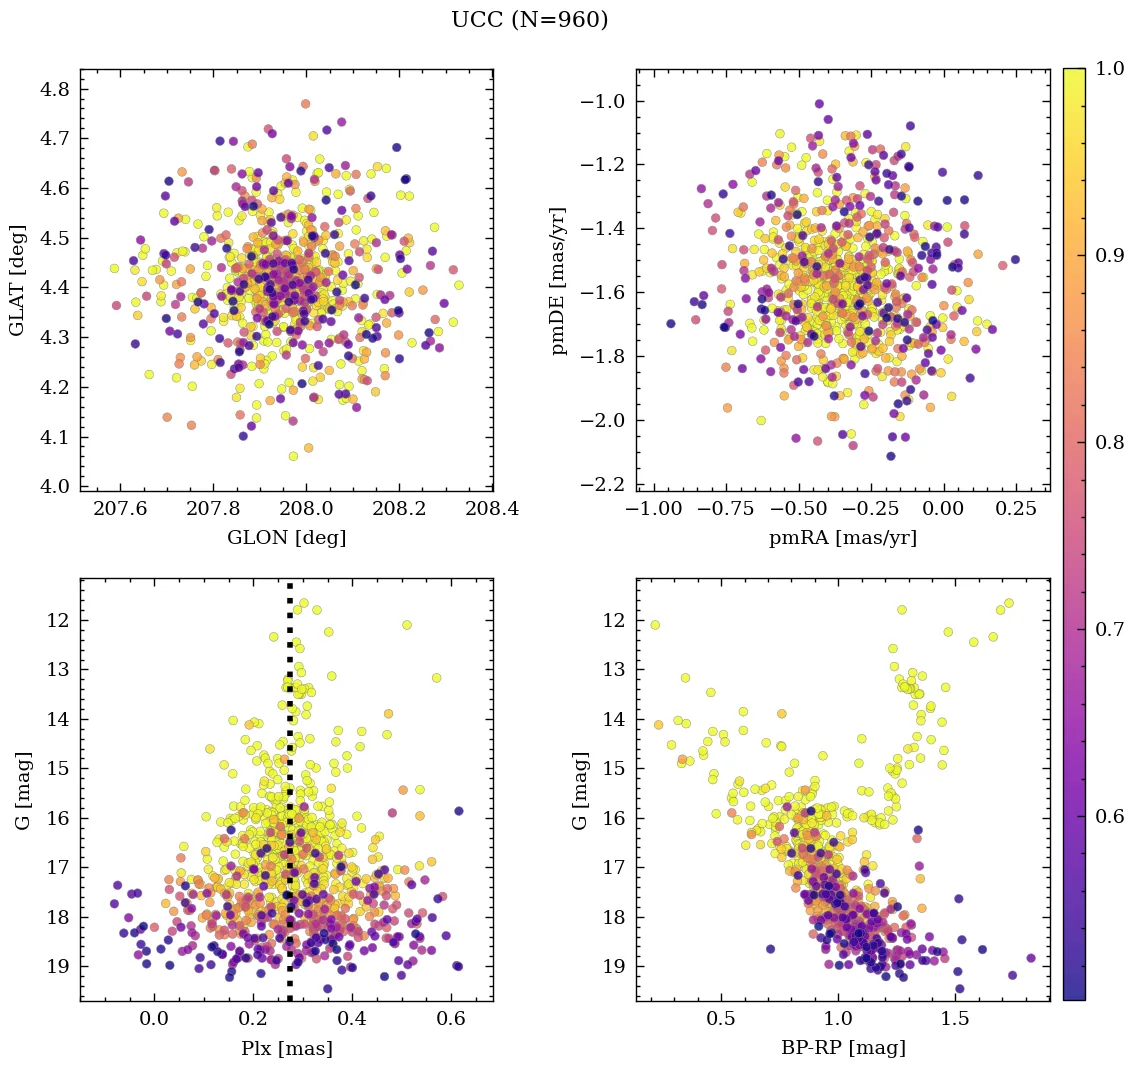 UCC (N=960)
4.8
4.7
4.6
4.5
4.4
4.3
4.2
4.1
4.0
GLAT [deg]
207.6 207.8 208.0 208.2 208.4
GLON [deg]
−1.0
−1.2
−1.4
−1.6
−1.8
−2.0
−2.2
pmDE [mas/yr]
−1.00 −0.75 −0.50 −0.25 0.00 0.25
pmRA [mas/yr]
12
13
14
15
16
17
18
19
G [mag]
0.0 0.2 0.4 0.6
Plx [mas]
12
13
14
15
16
17
18
19
G [mag]
0.5 1.0 1.5
BP-RP [mag]
1.0
0.9
0.8
0.7
0.6